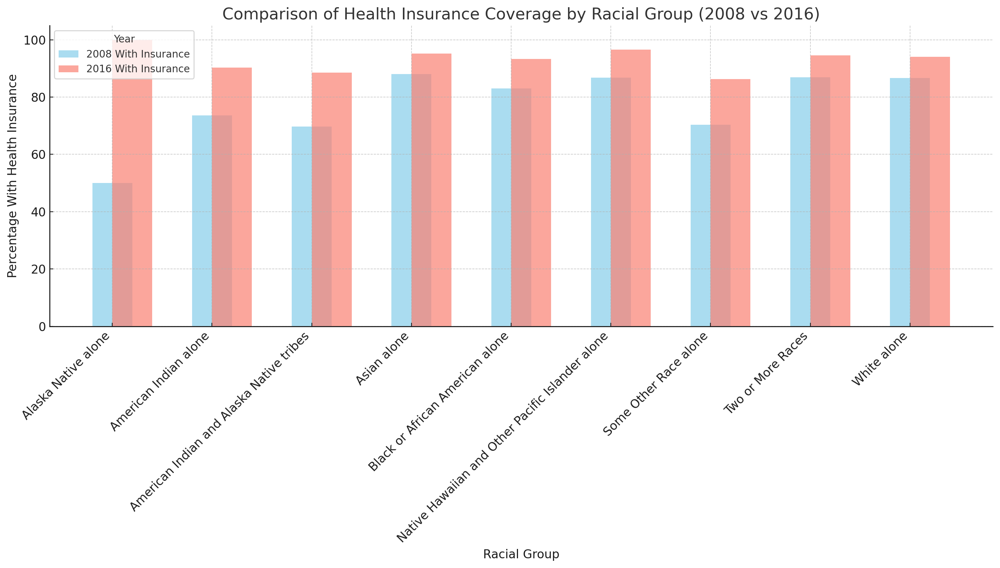 Comparison of Health Insurance Coverage by Racial Group (2008 vs 2016)
Year
2008 With Insurance
2016 With Insurance
Percentage With Health Insurance
100
80
60
40
20
0
Alaska Native alone
American Indian alone
American Indian and Alaska Native tribes
Asian alone
Black or African American alone
Native Hawaiian and Other Pacific Islander alone
Some Other Race alone
Two or More Races
White alone
Racial Group